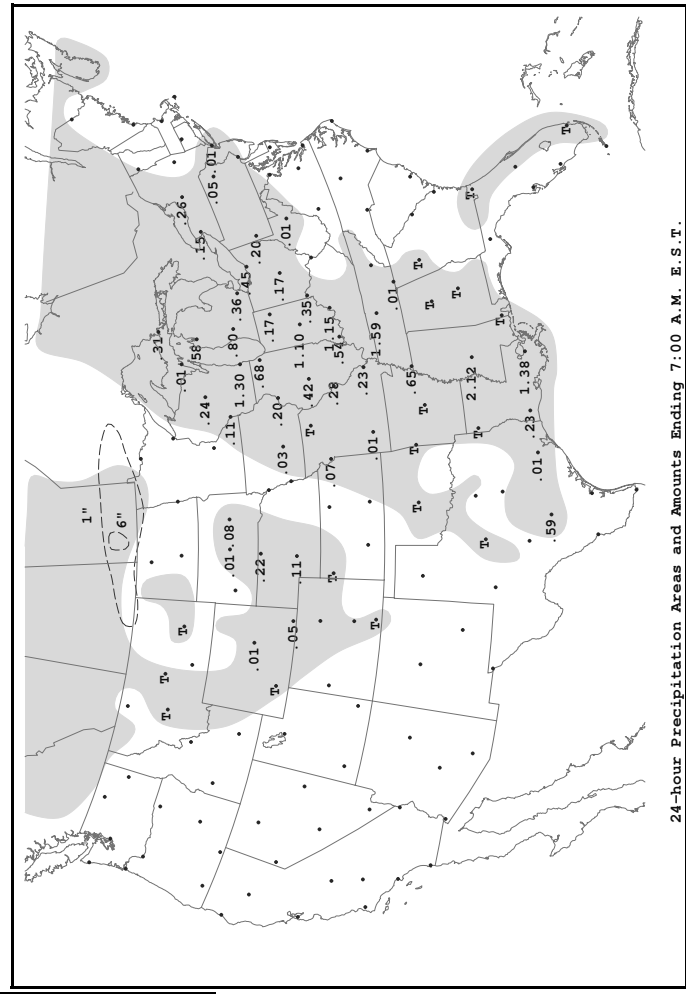 1"
6"
.31
T T
T .01 .26
.58 .15
.24
.05 .01
.01 .08 .11 .80
1.30 .36
.45
.01 .20
.22 .68
.17
T .20
.17
.03 .01
.05 .11
1.10
.42 .35
T
1.15
T .07 .28 .54
.23
T .01 1.59
.01
T T .65 T
T T
T
2.12 T
T T
T
1.38
.23
.01
.59
T
24-hour Precipitation Areas and Amounts Ending 7:00 A.M. E.S.T.